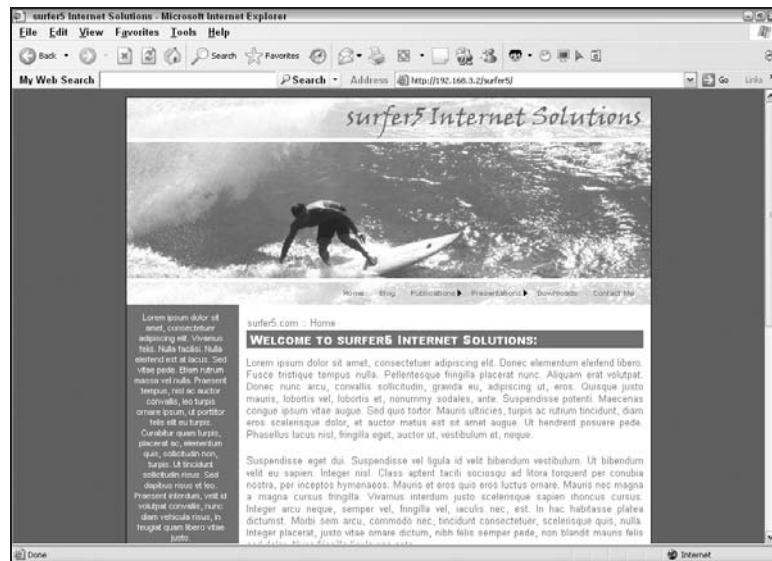 surfer5 Internet Solutions - Microsoft Internet Explorer
File Edit View Favorites Tools Help
Back Search Favorites
My Web Search Search Address http://192.168.3.2/surfer5/ Go Links
surfer5 Internet Solutions
Home Blog Publications Presentations Downloads Contact Me
Lorem ipsum dolor sit
amet, consectetuer
adipiscing elit. Vivamus
felis. Nulla facilisi. Nulla
eleifend est at lacus. Sed
vitae pede. Etiam rutrum
massa vel nulla. Praesent
tempus, nisl ac auctor
convallis, leo turpis
ornare ipsum, ut porttitor
felis elit eu turpis.
Curabitur quam turpis,
placerat ac, elementum
quis, sollicitudin non,
turpis. Ut tincidunt
sollicitudin risus. Sed
dapibus risus et leo.
Praesent interdum, velit id
volutpat convallis, nunc
diam vehicula risus, in
feugiat quam libero vitae
justo.
surfer5.com :: Home
Welcome to surfer5 Internet Solutions:
Lorem ipsum dolor sit amet, consectetuer adipiscing elit. Donec elementum eleifend libero.
Fusce tristique tempus nulla. Pellentesque fringilla placerat nunc. Aliquam erat volutpat.
Donec nunc arcu, convallis sollicitudin, gravida eu, adipiscing ut, eros. Quisque justo
mauris, lobortis vel, lobortis et, nonummy sodales, ante. Suspendisse potenti. Maecenas
congue ipsum vitae augue. Sed quis tortor. Mauris ultricies, turpis ac rutrum tincidunt, diam
eros scelerisque dolor, et auctor metus est sit amet augue. Ut hendrerit posuere pede.
Phasellus lacus nisl, fringilla eget, auctor ut, vestibulum at, neque.
Suspendisse eget dui. Suspendisse vel ligula id velit bibendum vestibulum. Ut bibendum
velit eu sapien. Integer nisl. Class aptent taciti sociosqu ad litora torquent per conubia
nostra, per inceptos hymenaeos. Mauris et eros quis eros luctus ornare. Mauris nec magna
a magna cursus fringilla. Vivamus interdum justo scelerisque sapien rhoncus cursus.
Integer arcu neque, semper vel, fringilla vel, iaculis nec, est. In hac habitasse platea
dictumst. Morbi sem arcu, commodo nec, tincidunt consectetuer, scelerisque quis, nulla.
Integer placerat, justo vitae ornare dictum, nibh felis semper pede, non blandit mauris felis
Done Internet